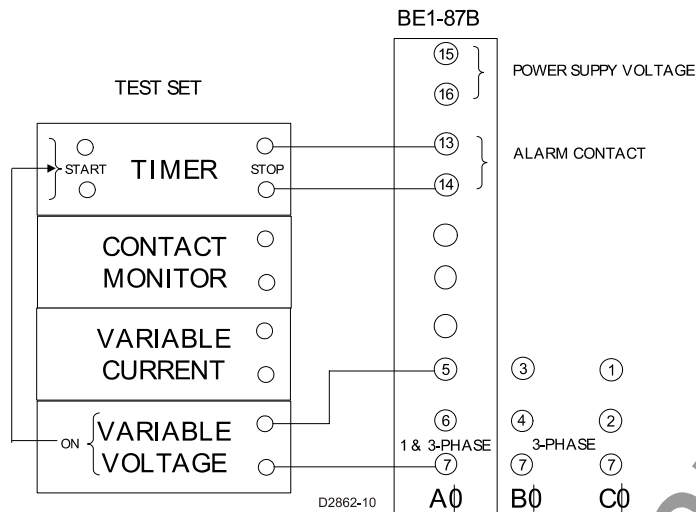 BE1-87B
15
POWER SUPPLY VOLTAGE
16
TEST SET
13
START
TIMER
STOP
ALARM CONTACT
14
CONTACT
MONITOR
VARIABLE
CURRENT
5
3
1
ON
VARIABLE
VOLTAGE
6
4
2
1 & 3-PHASE
3-PHASE
7
7
7
D2862-10
AØ
BØ
CØ